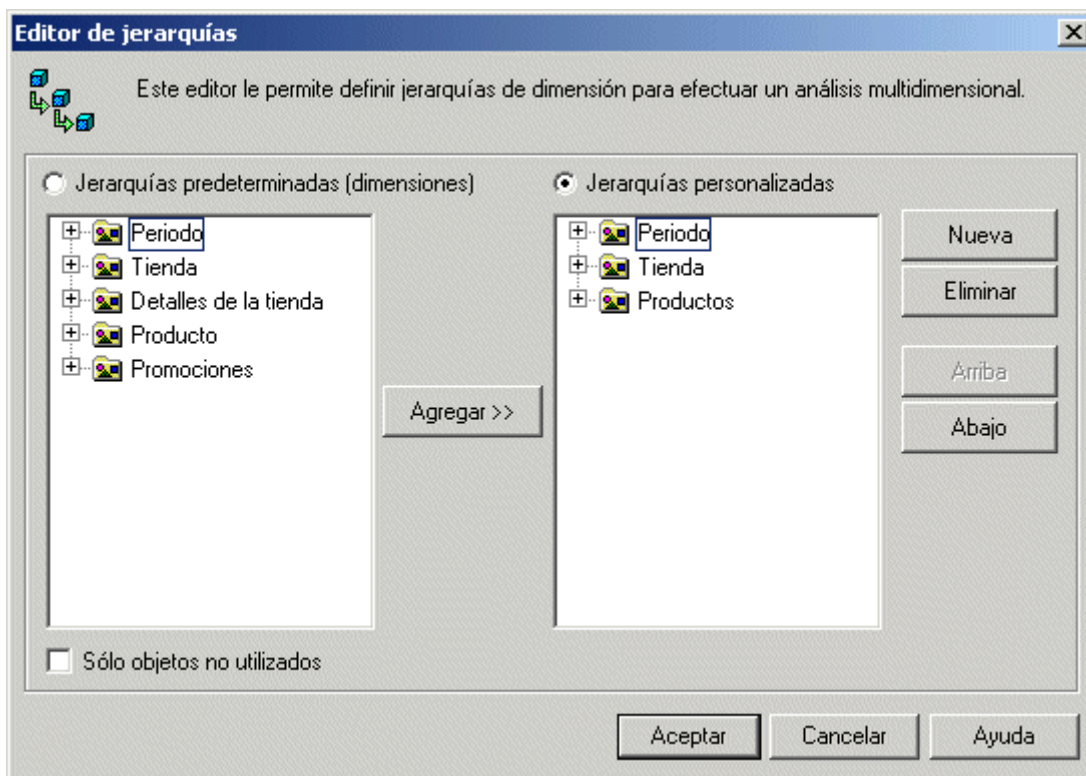 Editor de jerarquías
Este editor le permite definir jerarquías de dimensión para efectuar un análisis multidimensional.
Jerarquías predeterminadas (dimensiones)
Periodo
Tienda
Detalles de la tienda
Producto
Promociones
Agregar >>
Jerarquías personalizadas
Periodo
Tienda
Productos
Nueva
Eliminar
Arriba
Abajo
Sólo objetos no utilizados
Aceptar
Cancelar
Ayuda